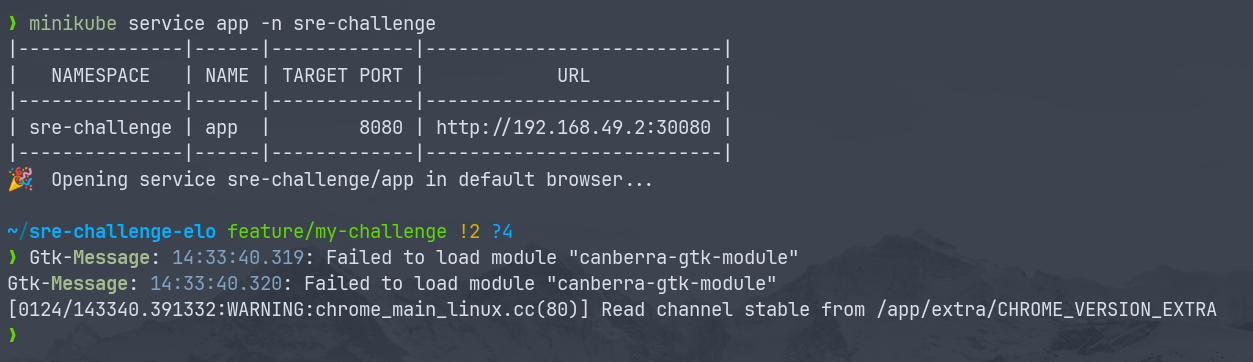 ❯ minikube service app -n sre-challenge
|---------------|------|-------------|---------------------------|
|   NAMESPACE   | NAME | TARGET PORT |            URL            |
|---------------|------|-------------|---------------------------|
| sre-challenge | app  |        8080 | http://192.168.49.2:30080 |
|---------------|------|-------------|---------------------------|
🎉  Opening service sre-challenge/app in default browser...
~/sre-challenge-elo feature/my-challenge !2 ?4
❯ Gtk-Message: 14:33:40.319: Failed to load module "canberra-gtk-module"
Gtk-Message: 14:33:40.320: Failed to load module "canberra-gtk-module"
[0124/143340.391332:WARNING:chrome_main_linux.cc(80)] Read channel stable from /app/extra/CHROME_VERSION_EXTRA
❯